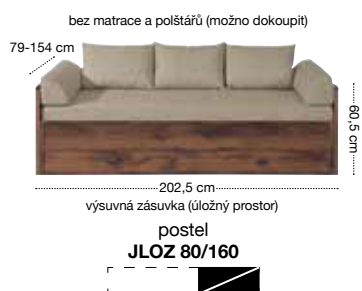 bez matrace a polštářů (možno dokoupit)
79-154 cm
60,5 cm
202,5 cm
výsuvná zásuvka (úložný prostor)
postel
JLOZ 80/160